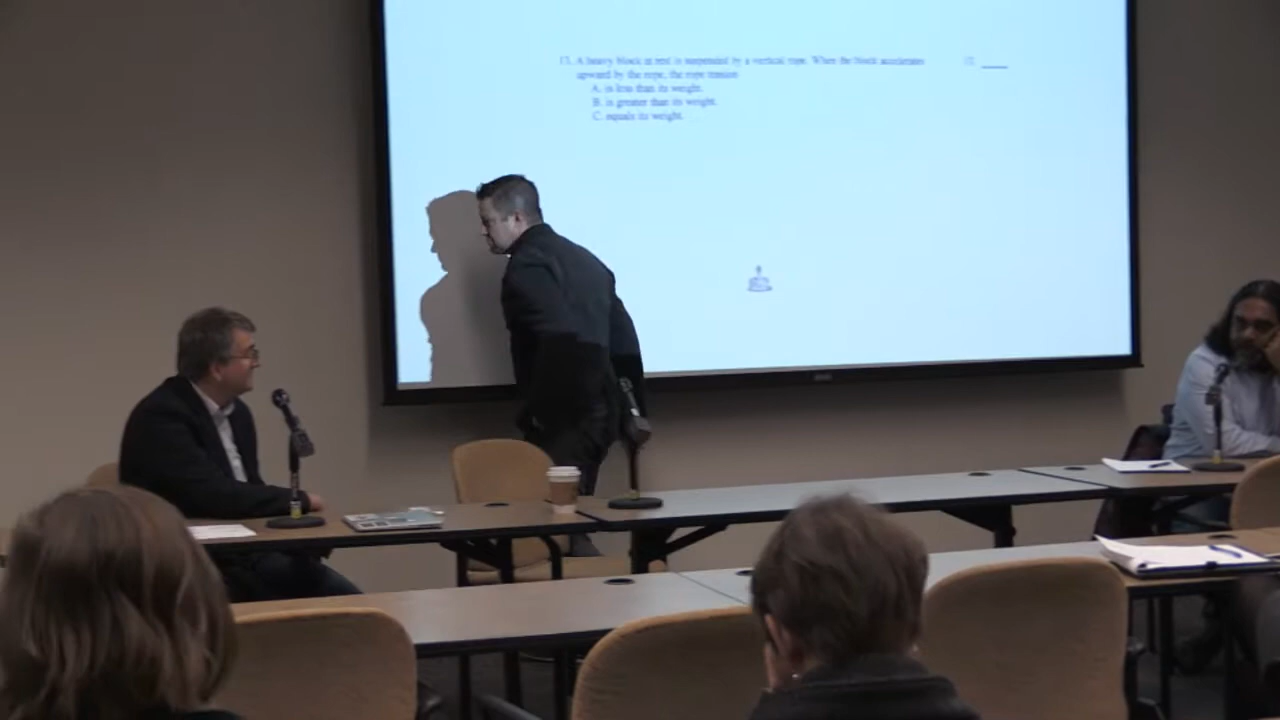 A heavy block at rest is suspended by a vertical rope. When the block accelerates
upward by the rope, the rope tension
A. is less than its weight.
B. is greater than its weight.
C. equals its weight.